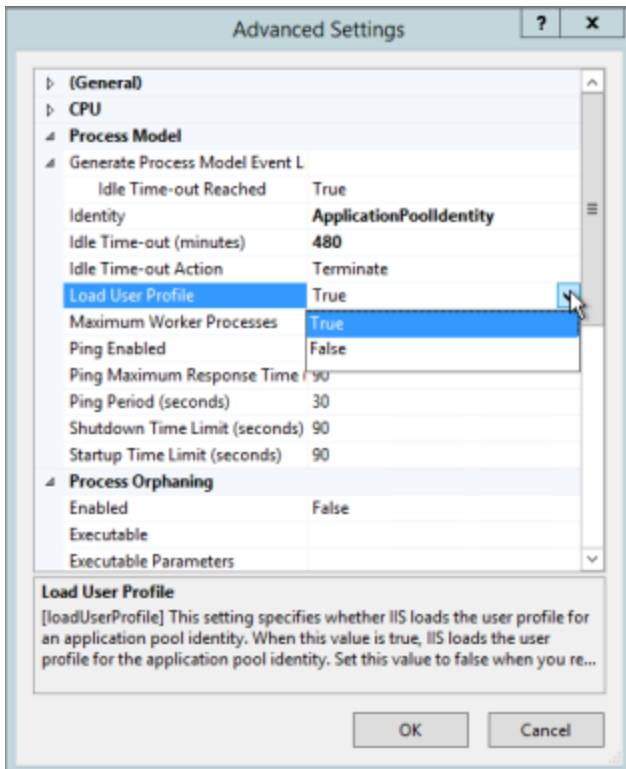 Advanced Settings
?
x
(General)
CPU
Process Model
Generate Process Model Event L
Idle Time-out Reached True
Identity ApplicationPoolIdentity
Idle Time-out (minutes) 480
Idle Time-out Action Terminate
Load User Profile True
Maximum Worker Processes True
Ping Enabled False
Ping Maximum Response Time ( 90
Ping Period (seconds) 30
Shutdown Time Limit (seconds) 90
Startup Time Limit (seconds) 90
Process Orphaning
Enabled False
Executable
Executable Parameters
Load User Profile
[loadUserProfile] This setting specifies whether IIS loads the user profile for
an application pool identity. When this value is true, IIS loads the user
profile for the application pool identity. Set this value to false when you re...
OK Cancel